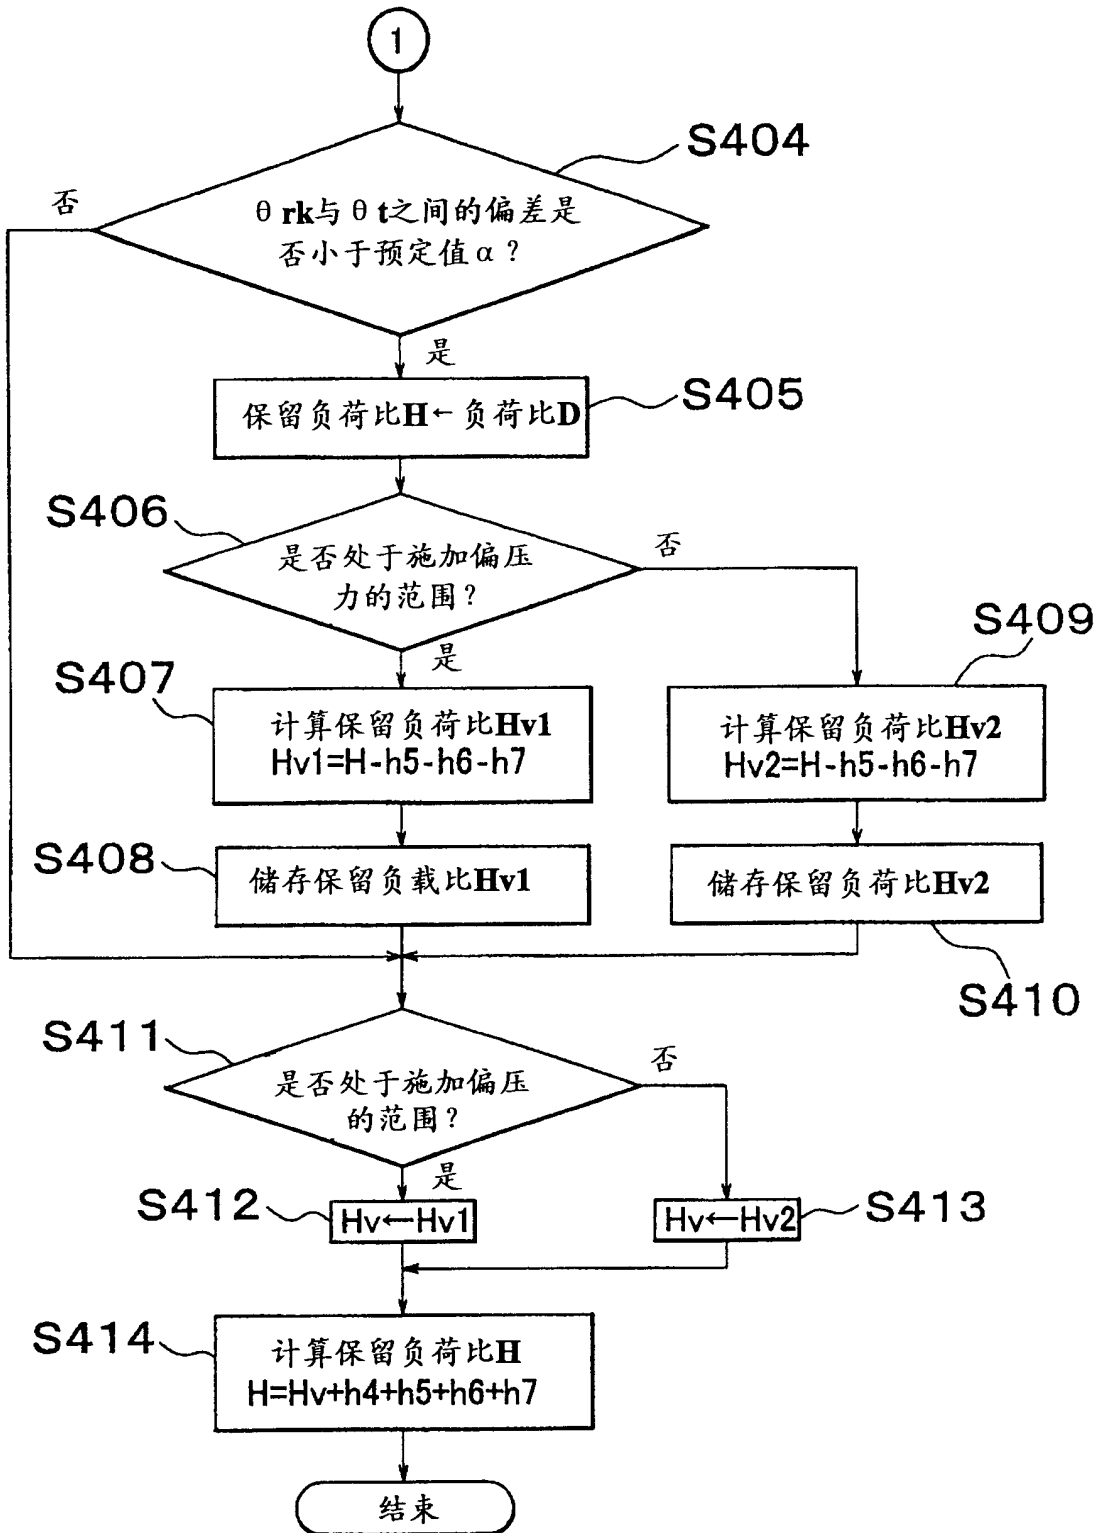 1
S404
否
θrk与θt之间的偏差是
否小于预定值α?
是
保留负荷比H←负荷比D
S405
S406
是否处于施加偏压
力的范围?
否
是
S407
计算保留负荷比Hv1
Hv1=H-h5-h6-h7
S409
计算保留负荷比Hv2
Hv2=H-h5-h6-h7
S408
储存保留负载比Hv1
储存保留负荷比Hv2
S410
S411
是否处于施加偏压
的范围?
否
是
S412
Hv←Hv1
Hv←Hv2
S413
S414
计算保留负荷比H
H=Hv+h4+h5+h6+h7
结束